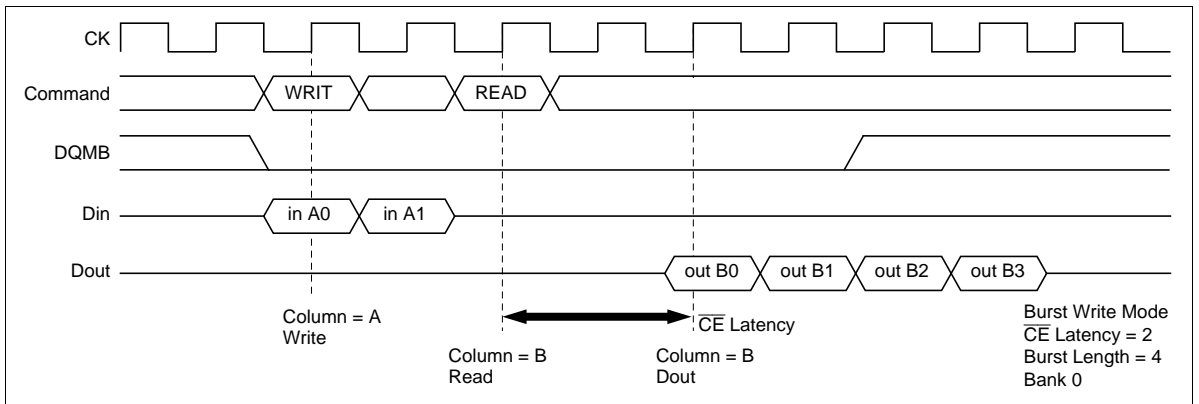 CK
Command
WRIT
READ
DQMB
Din
in A0
in A1
Dout
out B0
out B1
out B2
out B3
Column = A
Write
CE Latency
Column = B
Read
Column = B
Dout
Burst Write Mode
CE Latency = 2
Burst Length = 4
Bank 0